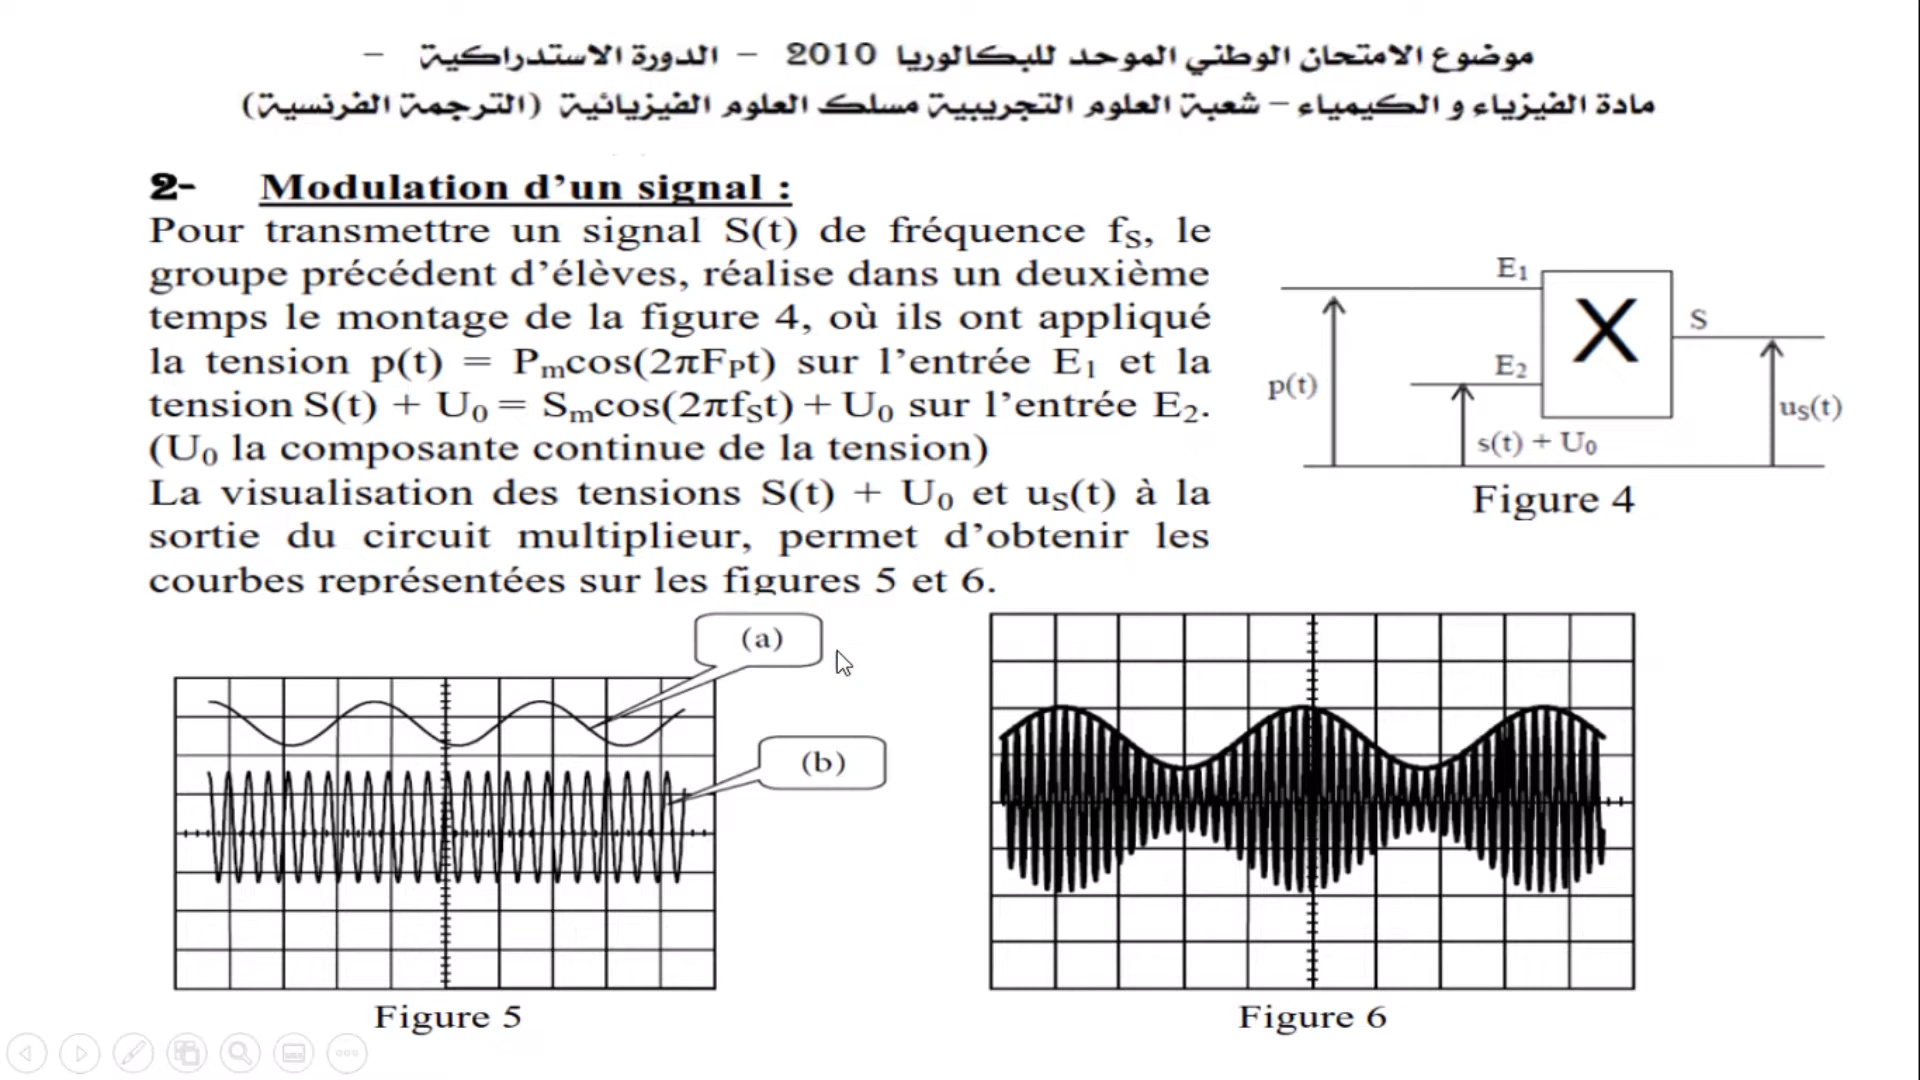 موضوع الامتحان الوطني الموحد للبكالوريا 2010 - الدورة الاستدراكية -
مادة الفيزياء و الكيمياء – شعبة العلوم التجريبية مسلك العلوم الفيزيائية (الترجمة الفرنسية)
2- Modulation d'un signal :
Pour transmettre un signal S(t) de fréquence fS, le
groupe précédent d'élèves, réalise dans un deuxième
temps le montage de la figure 4, où ils ont appliqué
la tension p(t) = Pmcos(2πFPt) sur l'entrée E1 et la
tension S(t) + U0 = Smcos(2πfSt) + U0 sur l'entrée E2.
(U0 la composante continue de la tension)
La visualisation des tensions S(t) + U0 et uS(t) à la
sortie du circuit multiplieur, permet d'obtenir les
courbes représentées sur les figures 5 et 6.
E1
X
S
E2
p(t)
s(t) + U0
uS(t)
Figure 4
(a)
(b)
Figure 5
Figure 6